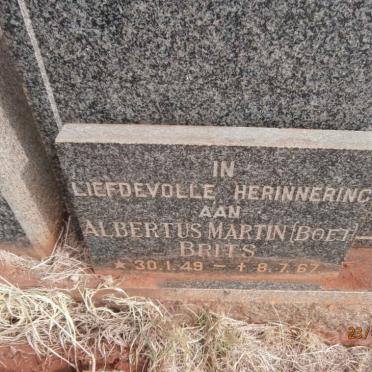 IN
LIEFDEVOLLE HERINNERING
AAN
ALBERTUS MARTIN (BOET)
BRITS
★ 30.1.49 – † 8.7.67